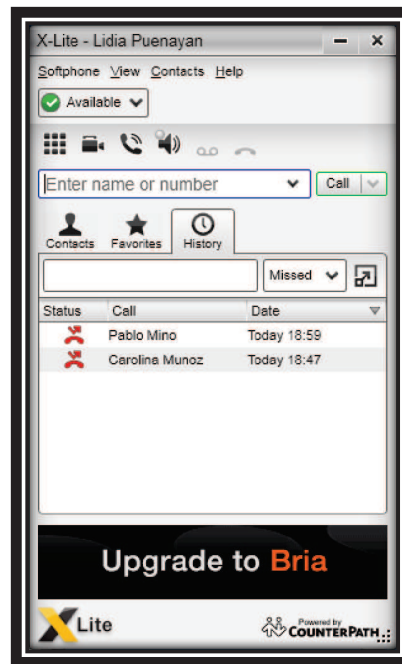 X-Lite - Lidia Puenayan
Softphone View Contacts Help
Available
Enter name or number Call
Contacts Favorites History
Missed
Status Call Date
Pablo Mino Today 18:59
Carolina Munoz Today 18:47
Upgrade to Bria
X Lite
Powered by
COUNTERPATH